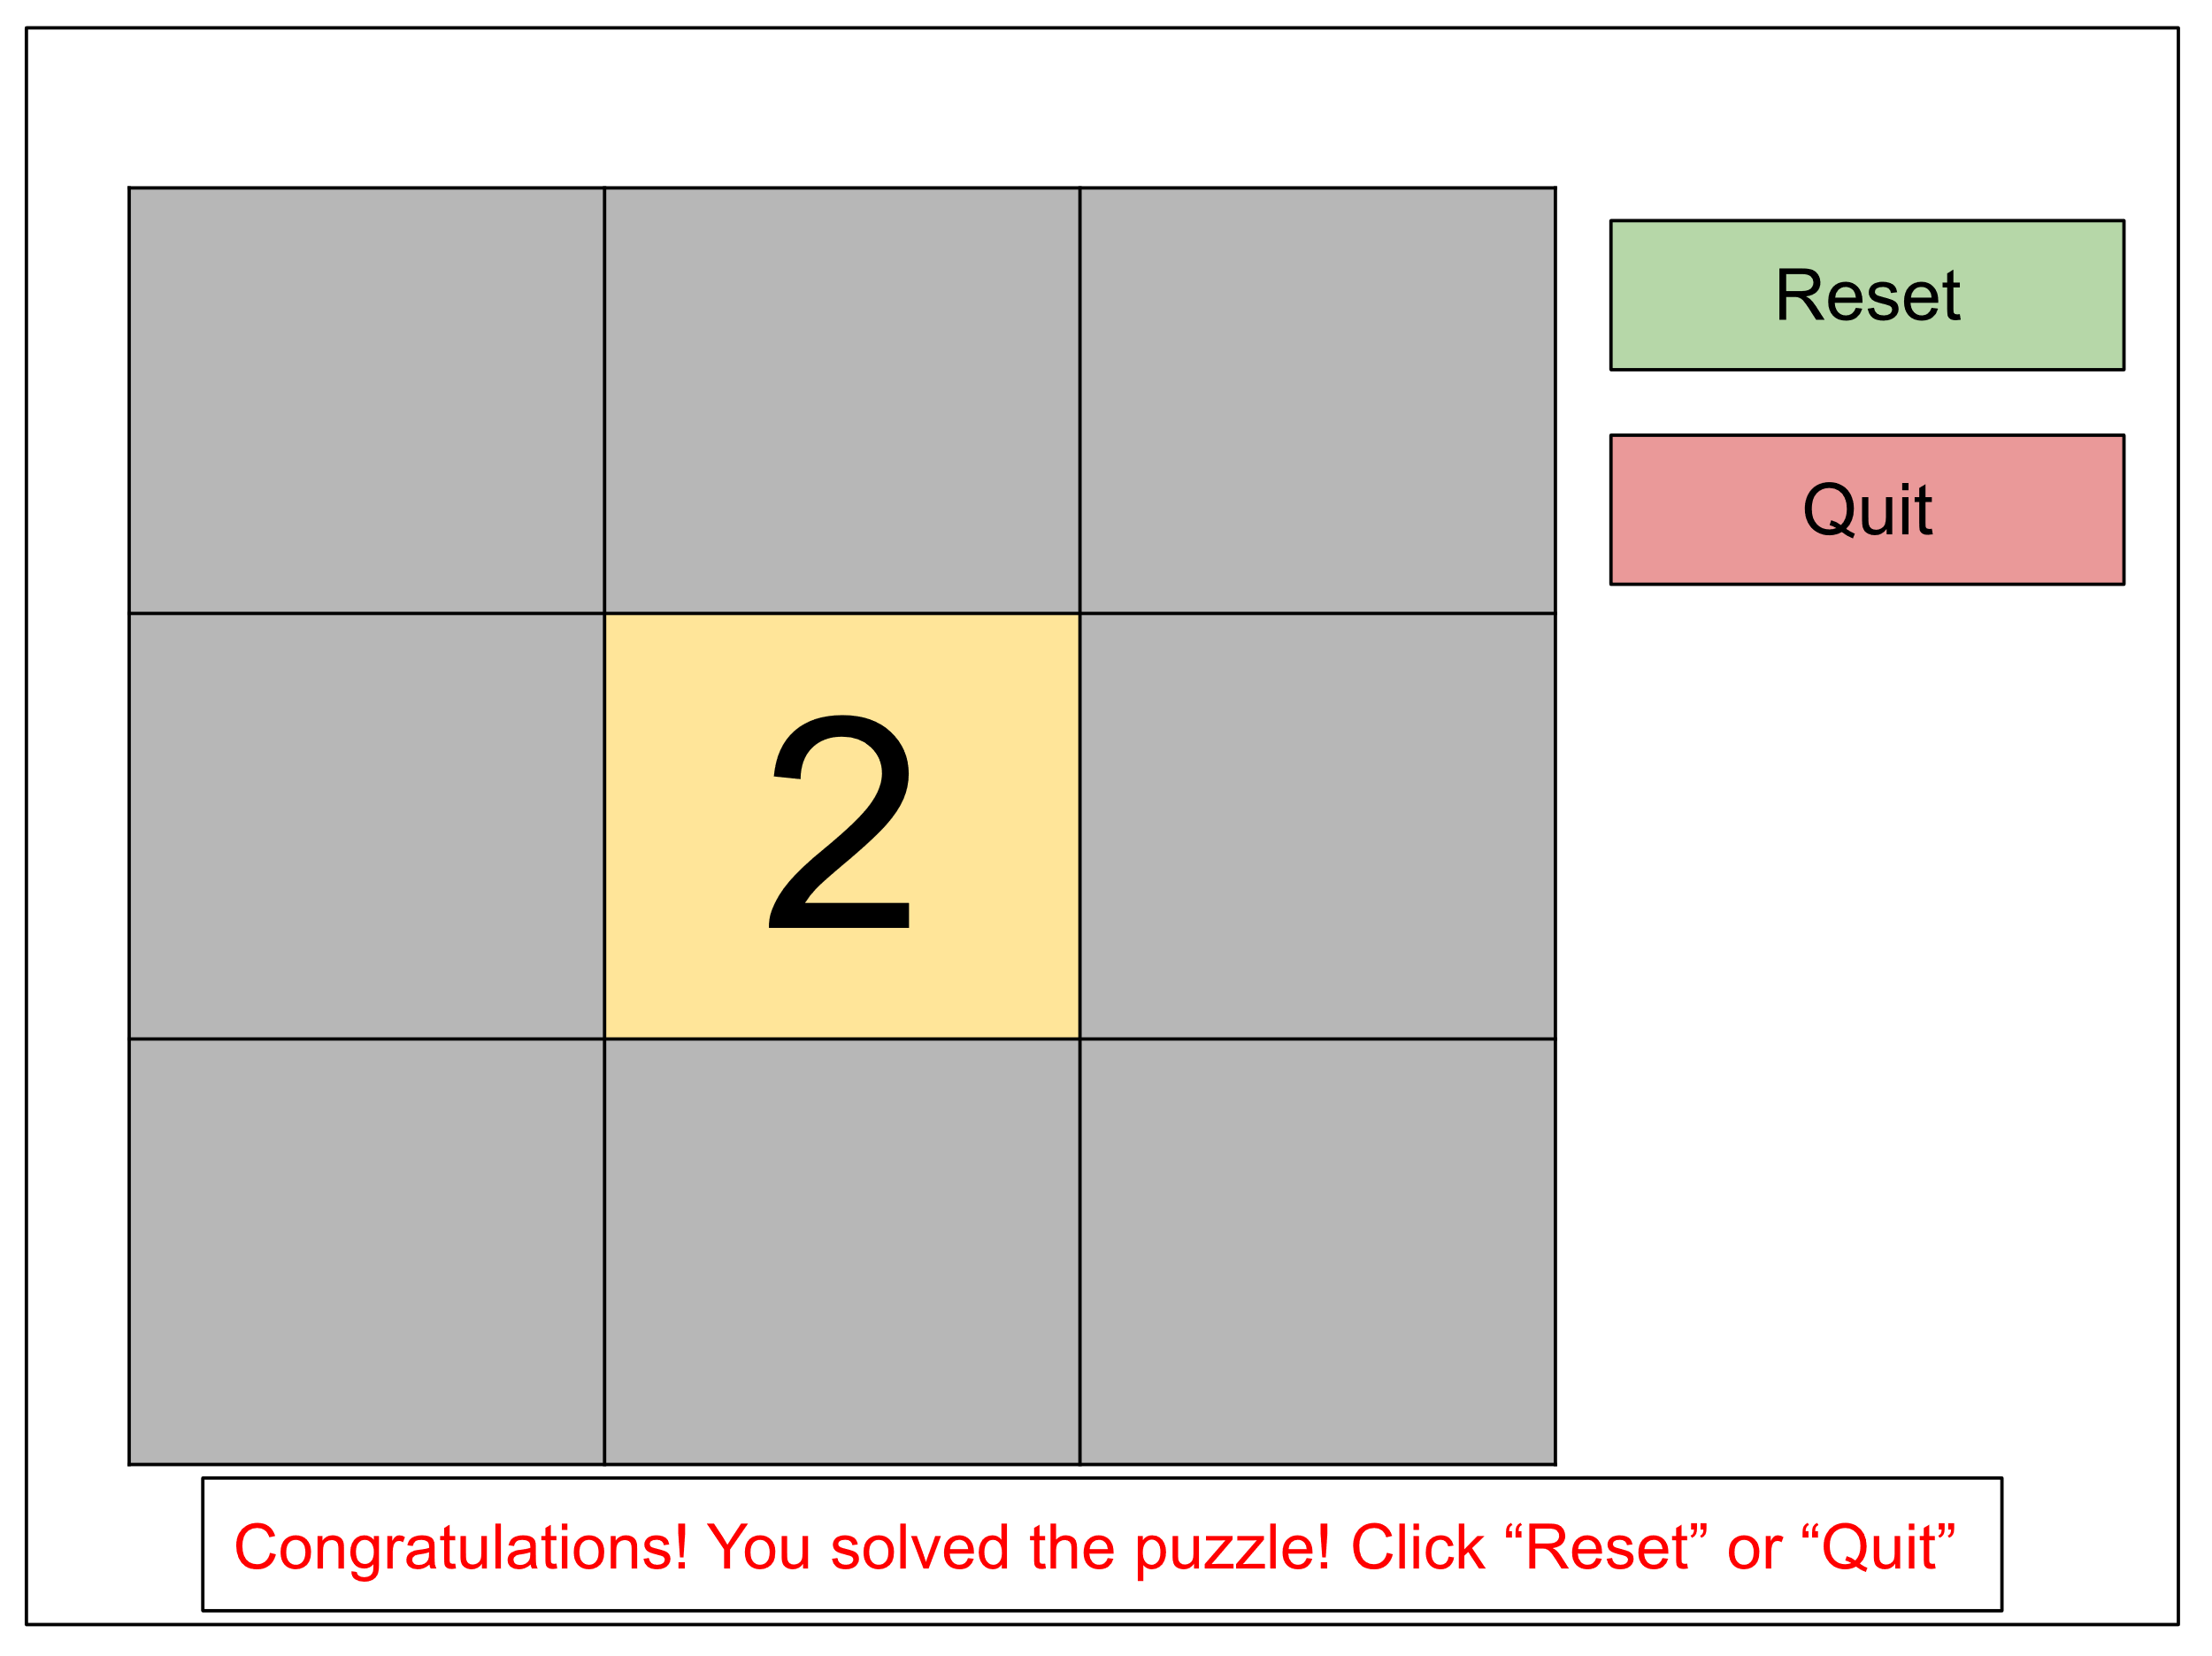 Reset
Quit
2
Congratulations! You solved the puzzle! Click “Reset” or “Quit”